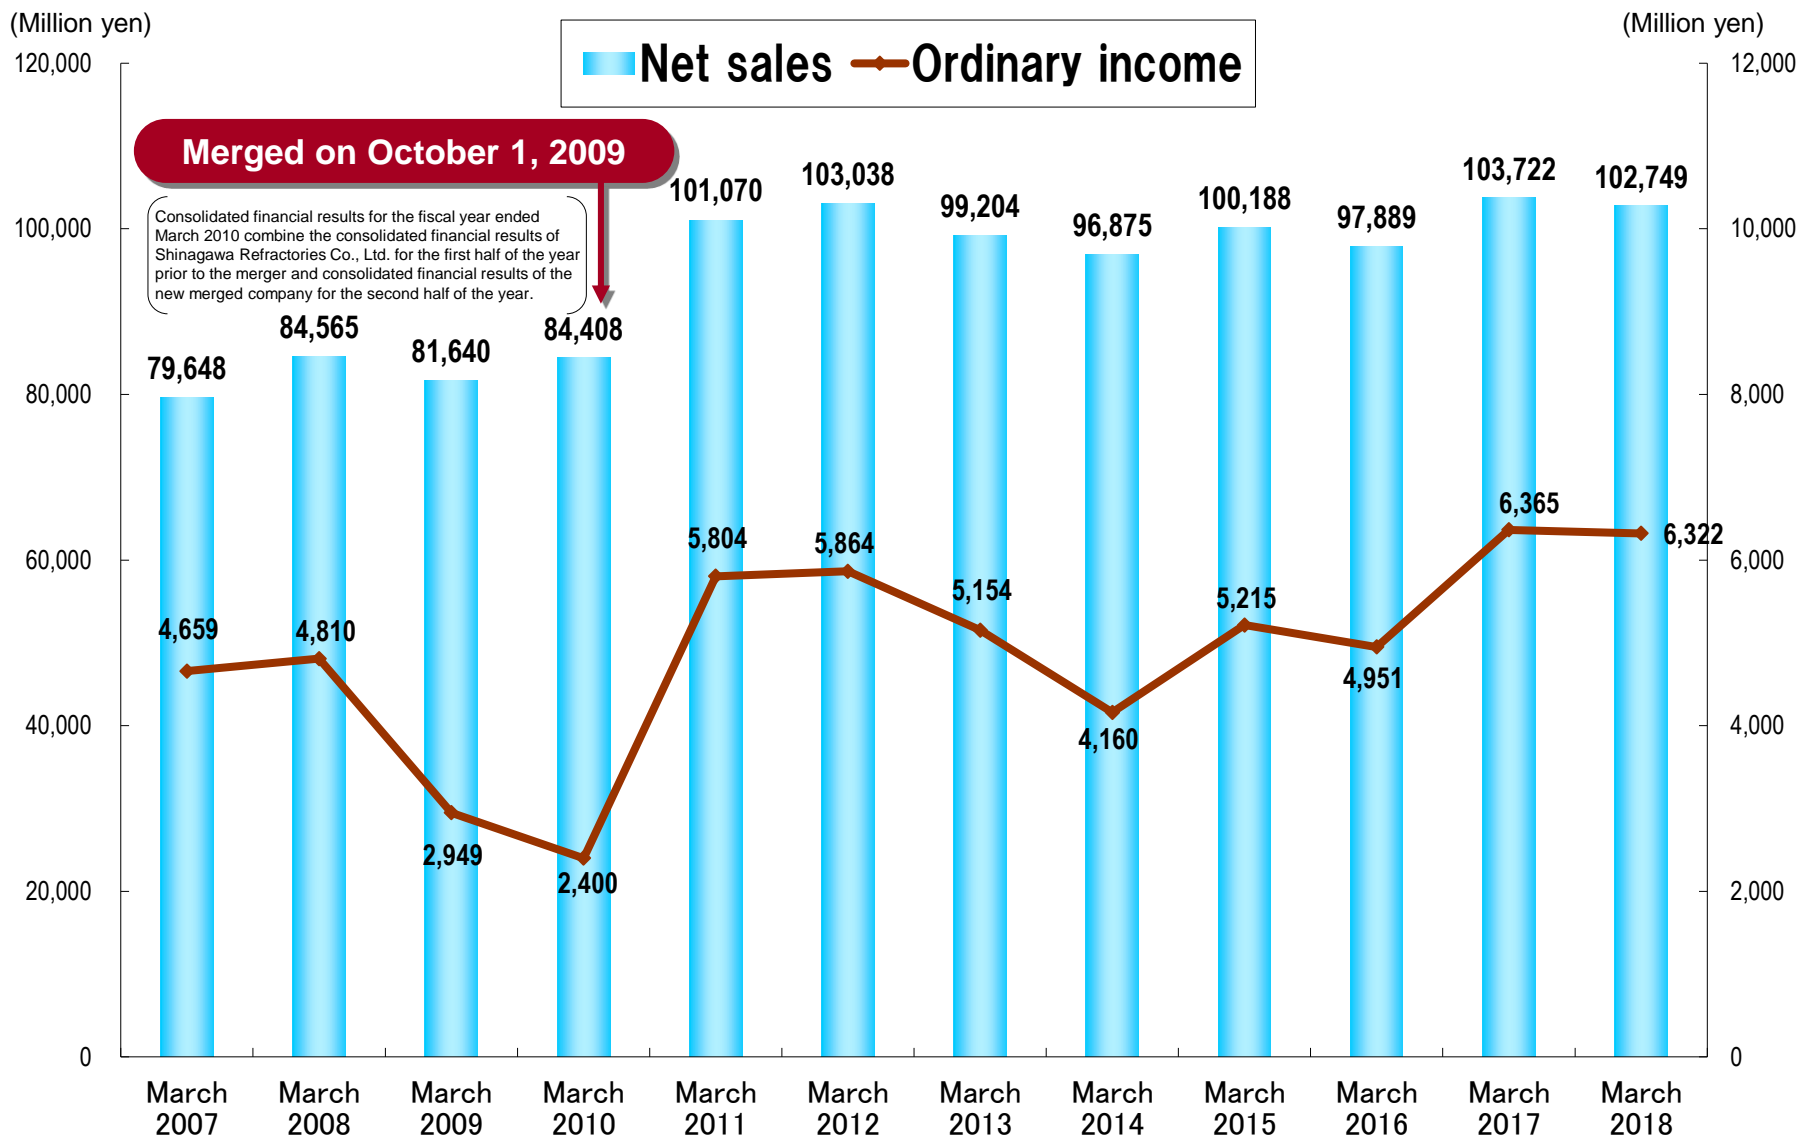 (Million yen)
(Million yen)
Net sales
Ordinary income
120,000
100,000
80,000
60,000
40,000
20,000
0
12,000
10,000
8,000
6,000
4,000
2,000
0
Merged on October 1, 2009
Consolidated financial results for the fiscal year ended
March 2010 combine the consolidated financial results of
Shinagawa Refractories Co., Ltd. for the first half of the year
prior to the merger and consolidated financial results of the
new merged company for the second half of the year.
79,648
84,565
81,640
84,408
101,070
103,038
99,204
96,875
100,188
97,889
103,722
102,749
4,659
4,810
2,949
2,400
5,804
5,864
5,154
4,160
5,215
4,951
6,365
6,322
March
2007
March
2008
March
2009
March
2010
March
2011
March
2012
March
2013
March
2014
March
2015
March
2016
March
2017
March
2018